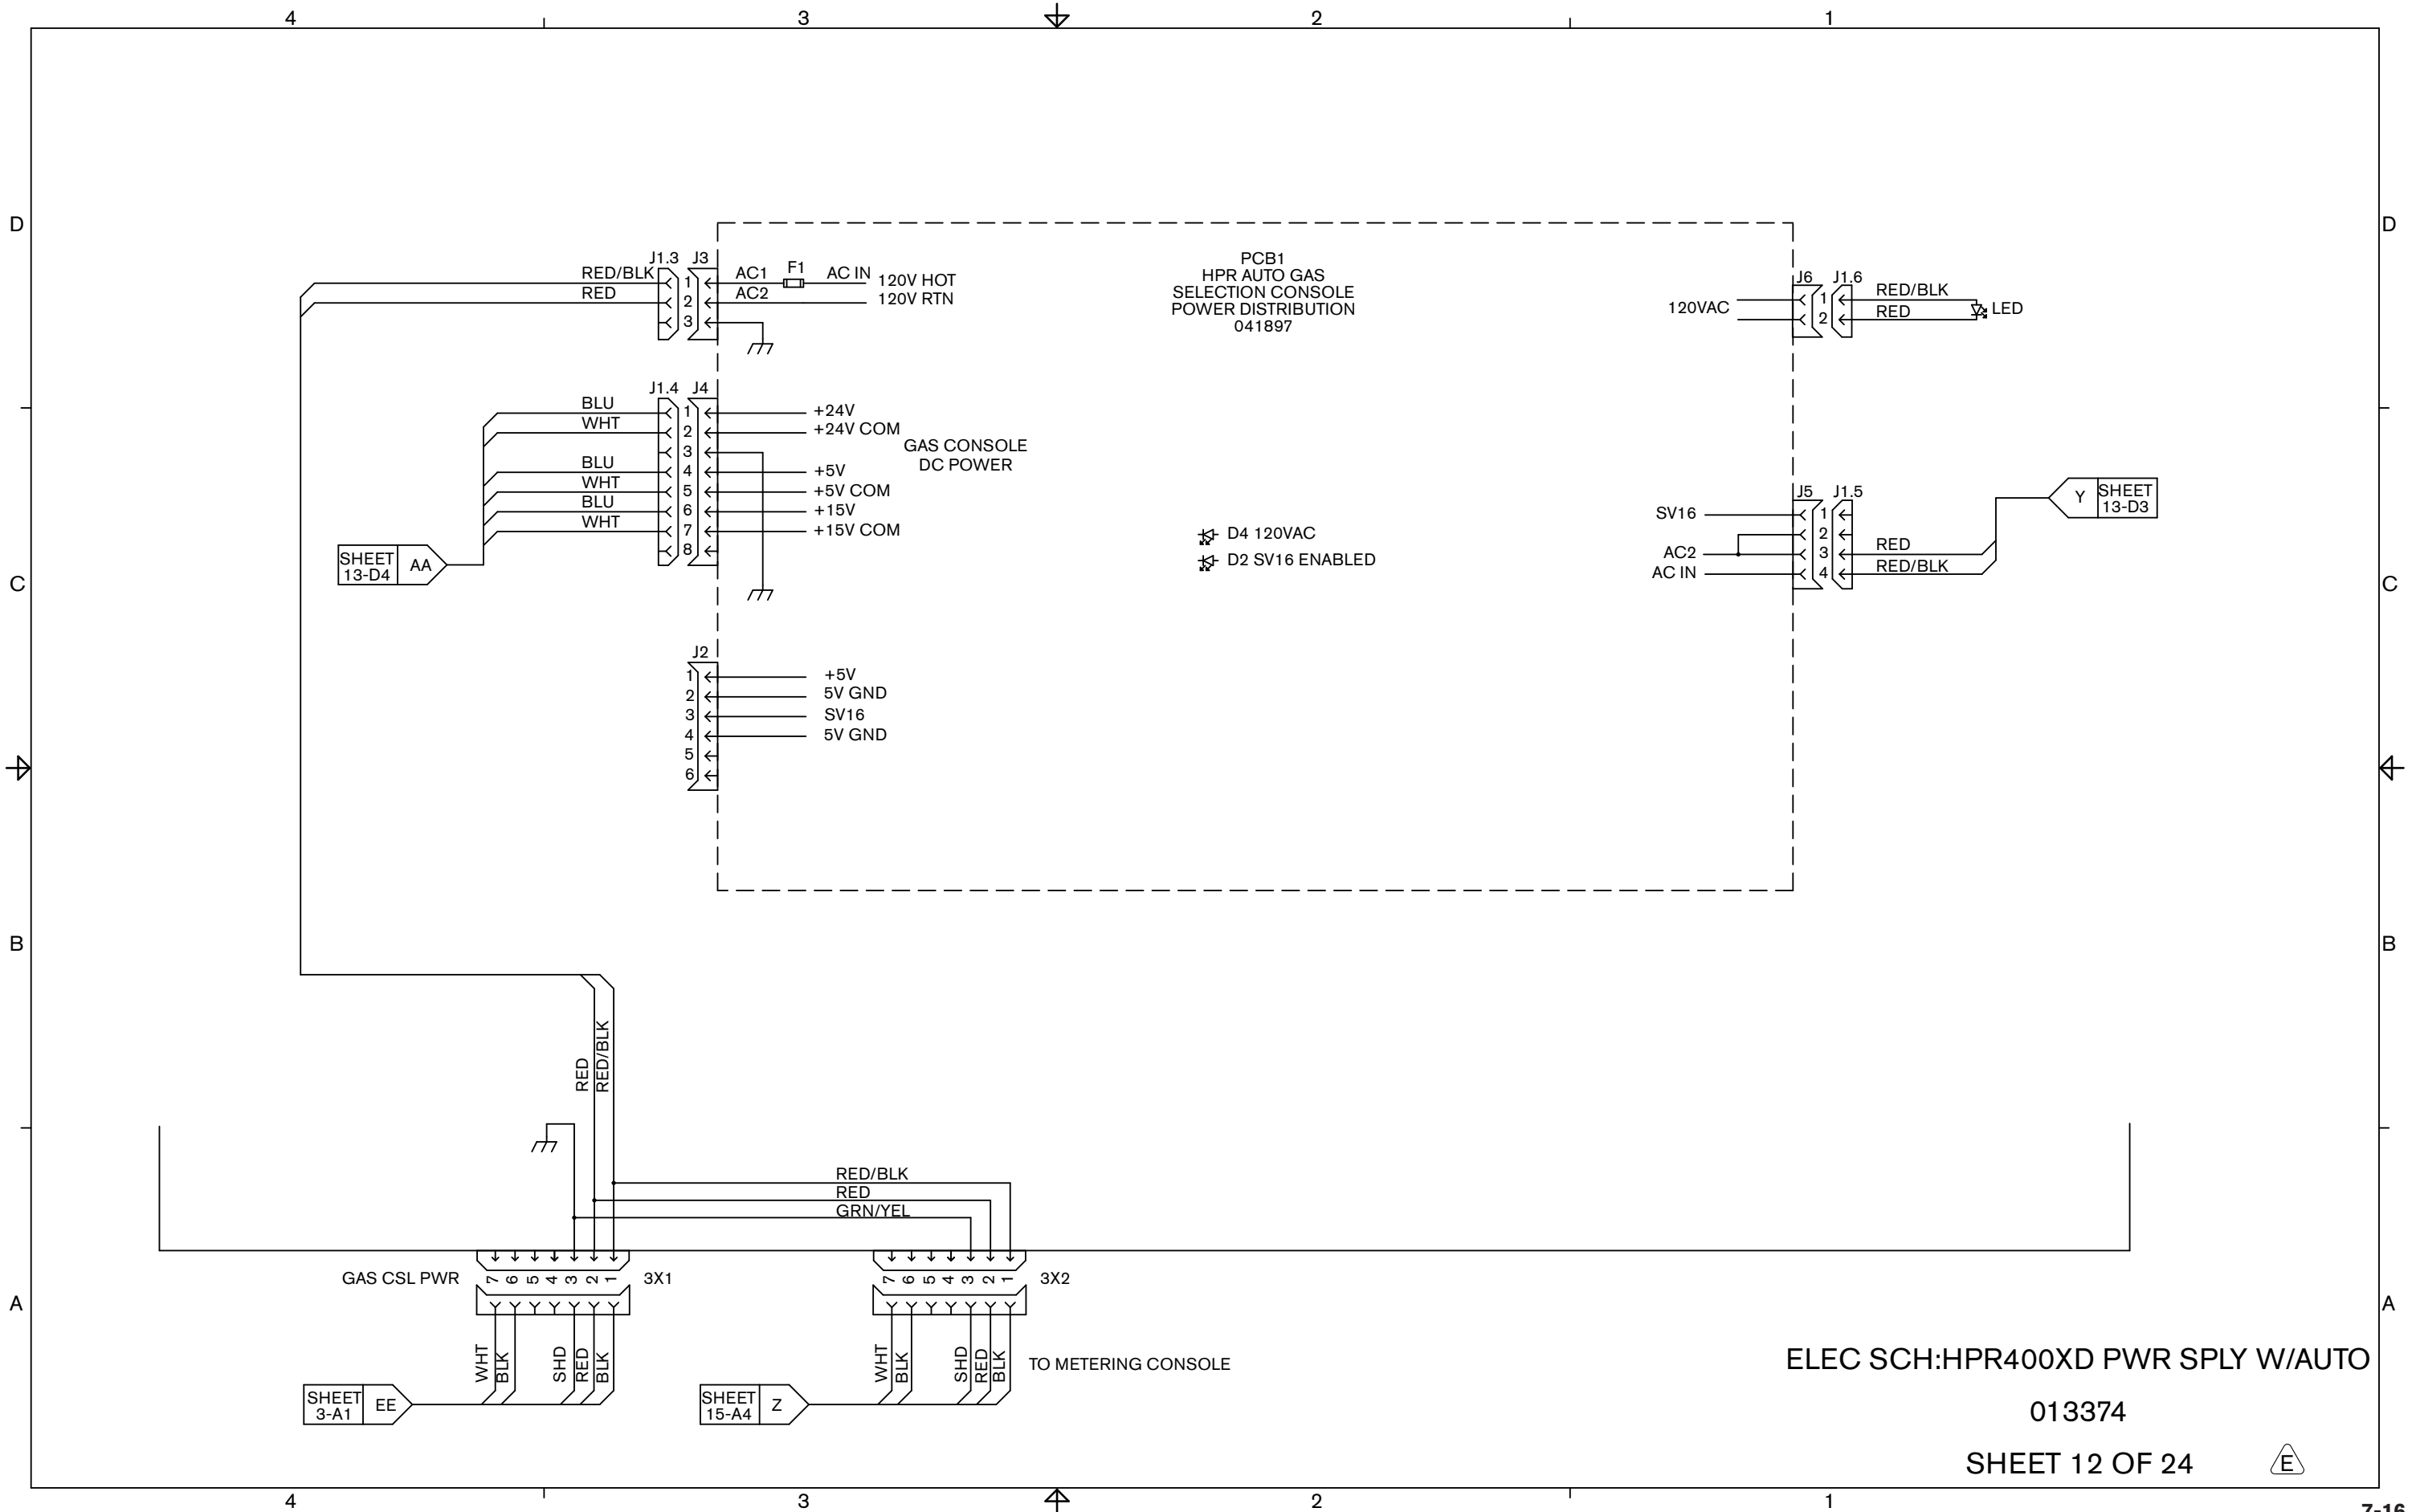 4 3 2 1
D D
J1.3 J3
RED/BLK 1 AC1 F1 AC IN 120V HOT
RED 2 AC2 120V RTN
3
PCB1
HPR AUTO GAS
SELECTION CONSOLE
POWER DISTRIBUTION
041897
J6 J1.6
120VAC 1 RED/BLK
2 RED LED
J1.4 J4
BLU 1 +24V
WHT 2 +24V COM
3
BLU 4 +5V
WHT 5 +5V COM
BLU 6 +15V
WHT 7 +15V COM
8
GAS CONSOLE
DC POWER
SHEET
13-D4 AA
D4 120VAC
D2 SV16 ENABLED
J5 J1.5
SV16 1
2
AC2 3 RED
AC IN 4 RED/BLK
Y SHEET
13-D3
C C
J2
1 +5V
2 5V GND
3 SV16
4 5V GND
5
6
B B
RED
RED/BLK
RED/BLK
RED
GRN/YEL
GAS CSL PWR 7 6 5 4 3 2 1 3X1
7 6 5 4 3 2 1 3X2
A A
WHT BLK SHD RED BLK
WHT BLK SHD RED BLK
TO METERING CONSOLE
SHEET
3-A1 EE
SHEET
15-A4 Z
ELEC SCH:HPR400XD PWR SPLY W/AUTO
013374
SHEET 12 OF 24 E
4 3 2 1
7-16